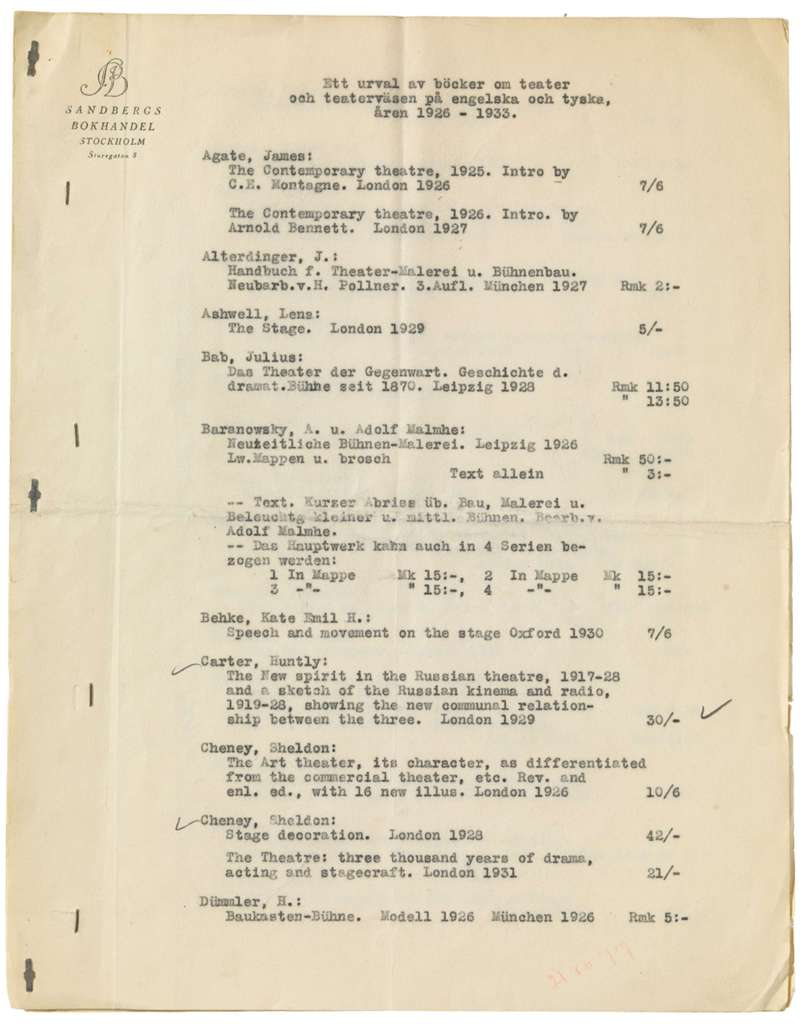 SB
SANDBERGS
BOKHANDEL
STOCKHOLM
Sturegatan 8
Ett urval av böcker om teater
och teaterväsen på engelska och tyska,
åren 1926 - 1933.
Agate, James:
The Contemporary theatre, 1925. Intro by
C.E. Montagne. London 1926 7/6
The Contemporary theatre, 1926. Intro. by
Arnold Bennett. London 1927 7/6
Alterdinger, J.:
Handbuch f. Theater-Malerei u. Bühnenbau.
Neubarb.v.H. Pollner. 3.Aufl. München 1927 Rmk 2:-
Ashwell, Lena:
The Stage. London 1929 5/-
Bab, Julius:
Das Theater der Gegenwart. Geschichte d.
dramat.Bühne seit 1870. Leipzig 1928 Rmk 11:50
" 13:50
Baranowsky, A. u. Adolf Malmhe:
Neuzeitliche Bühnen-Malerei. Leipzig 1926
Lw.Mappen u. brosch Rmk 50:-
Text allein " 3:-
-- Text. Kurzer Abriss üb. Bau, Malerei u.
Beleuchtg kleiner u. mittl. Bühnen. Bearb.v.
Adolf Malmhe.
-- Das Hauptwerk kahn auch in 4 Serien be-
zogen werden:
1 In Mappe Mk 15:-, 2 In Mappe Mk 15:-
3 -"- " 15:-, 4 -"- " 15:-
Behke, Kate Emil H.:
Speech and movement on the stage Oxford 1930 7/6
Carter, Huntly:
The New spirit in the Russian theatre, 1917-28
and a sketch of the Russian kinema and radio,
1919-28, showing the new communal relation-
ship between the three. London 1929 30/-
Cheney, Sheldon:
The Art theater, its character, as differentiated
from the commercial theater, etc. Rev. and
enl. ed., with 16 new illus. London 1926 10/6
Cheney, Sheldon:
Stage decoration. London 1928 42/-
The Theatre: three thousand years of drama,
acting and stagecraft. London 1931 21/-
Dümmler, H.:
Baukasten-Bühne. Modell 1926 München 1926 Rmk 5:-